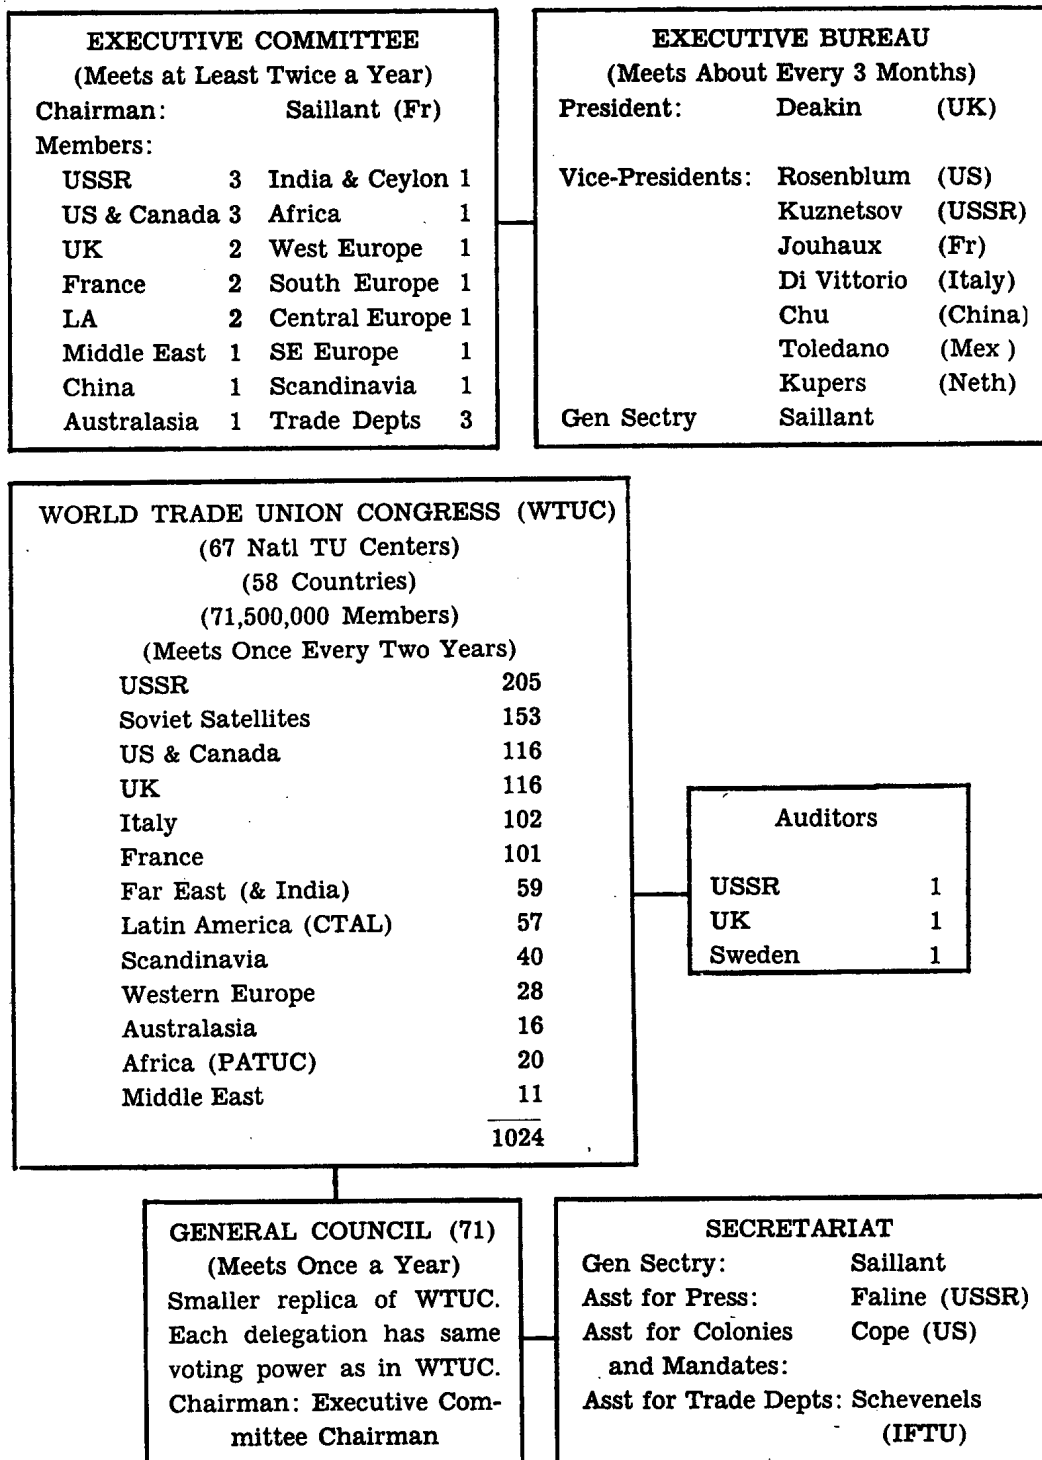 EXECUTIVE COMMITTEE
(Meets at Least Twice a Year)
Chairman: Saillant (Fr)
Members:
USSR 3 India & Ceylon 1
US & Canada 3 Africa 1
UK 2 West Europe 1
France 2 South Europe 1
LA 2 Central Europe 1
Middle East 1 SE Europe 1
China 1 Scandinavia 1
Australasia 1 Trade Depts 3
EXECUTIVE BUREAU
(Meets About Every 3 Months)
President: Deakin (UK)
Vice-Presidents: Rosenblum (US)
Kuznetsov (USSR)
Jouhaux (Fr)
Di Vittorio (Italy)
Chu (China)
Toledano (Mex )
Kupers (Neth)
Gen Sectry Saillant
WORLD TRADE UNION CONGRESS (WTUC)
(67 Natl TU Centers)
(58 Countries)
(71,500,000 Members)
(Meets Once Every Two Years)
USSR 205
Soviet Satellites 153
US & Canada 116
UK 116
Italy 102
France 101
Far East (& India) 59
Latin America (CTAL) 57
Scandinavia 40
Western Europe 28
Australasia 16
Africa (PATUC) 20
Middle East 11
1024
Auditors
USSR 1
UK 1
Sweden 1
GENERAL COUNCIL (71)
(Meets Once a Year)
Smaller replica of WTUC.
Each delegation has same
voting power as in WTUC.
Chairman: Executive Com-
mittee Chairman
SECRETARIAT
Gen Sectry: Saillant
Asst for Press: Faline (USSR)
Asst for Colonies Cope (US)
and Mandates:
Asst for Trade Depts: Schevenels
(IFTU)